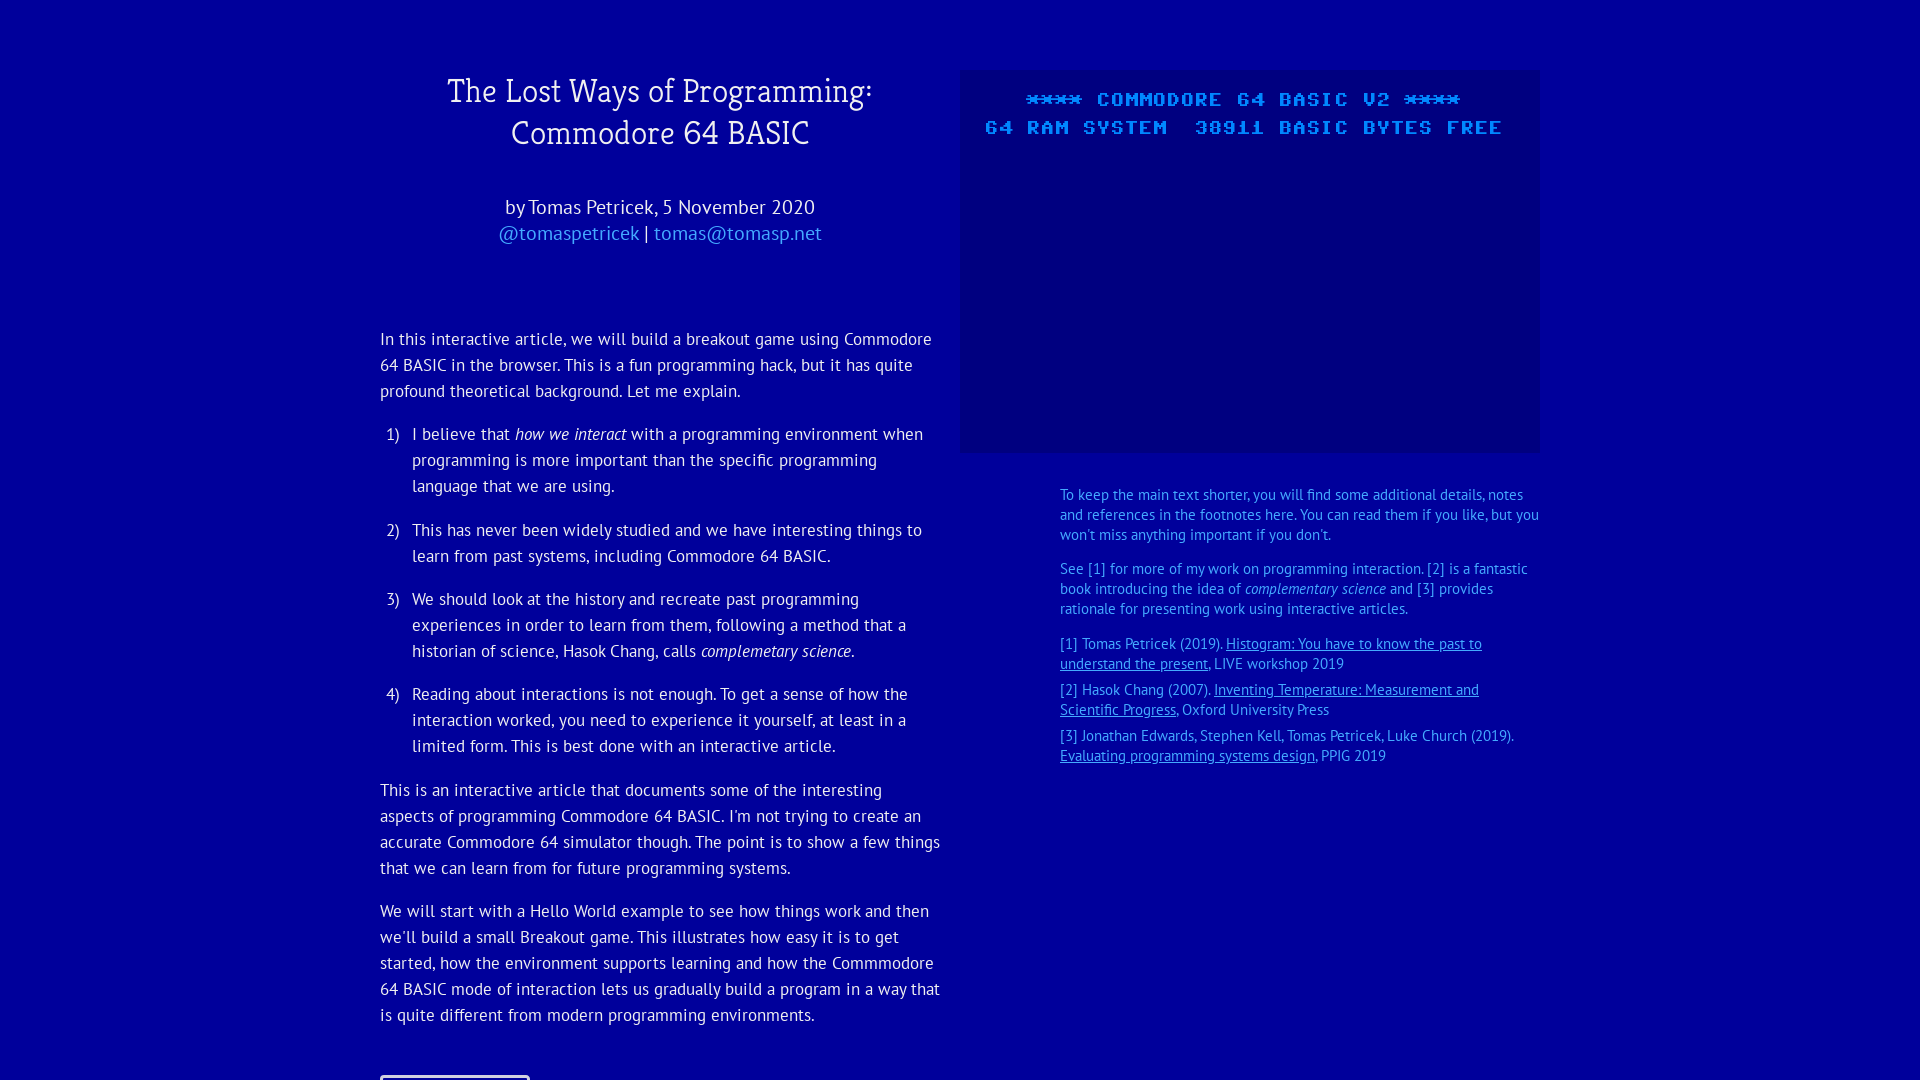 The Lost Ways of Programming:
Commodore 64 BASIC
by Tomas Petricek, 5 November 2020
@tomaspetricek | tomas@tomasp.net
In this interactive article, we will build a breakout game using Commodore
64 BASIC in the browser. This is a fun programming hack, but it has quite
profound theoretical background. Let me explain.
1) I believe that how we interact with a programming environment when
programming is more important than the specific programming
language that we are using.
2) This has never been widely studied and we have interesting things to
learn from past systems, including Commodore 64 BASIC.
3) We should look at the history and recreate past programming
experiences in order to learn from them, following a method that a
historian of science, Hasok Chang, calls complemetary science.
4) Reading about interactions is not enough. To get a sense of how the
interaction worked, you need to experience it yourself, at least in a
limited form. This is best done with an interactive article.
This is an interactive article that documents some of the interesting
aspects of programming Commodore 64 BASIC. I'm not trying to create an
accurate Commodore 64 simulator though. The point is to show a few things
that we can learn from for future programming systems.
We will start with a Hello World example to see how things work and then
we'll build a small Breakout game. This illustrates how easy it is to get
started, how the environment supports learning and how the Commmodore
64 BASIC mode of interaction lets us gradually build a program in a way that
is quite different from modern programming environments.
**** COMMODORE 64 BASIC V2 ****
64 RAM SYSTEM  38911 BASIC BYTES FREE
To keep the main text shorter, you will find some additional details, notes
and references in the footnotes here. You can read them if you like, but you
won't miss anything important if you don't.
See [1] for more of my work on programming interaction. [2] is a fantastic
book introducing the idea of complementary science and [3] provides
rationale for presenting work using interactive articles.
[1] Tomas Petricek (2019). Histogram: You have to know the past to
understand the present, LIVE workshop 2019
[2] Hasok Chang (2007). Inventing Temperature: Measurement and
Scientific Progress, Oxford University Press
[3] Jonathan Edwards, Stephen Kell, Tomas Petricek, Luke Church (2019).
Evaluating programming systems design, PPIG 2019